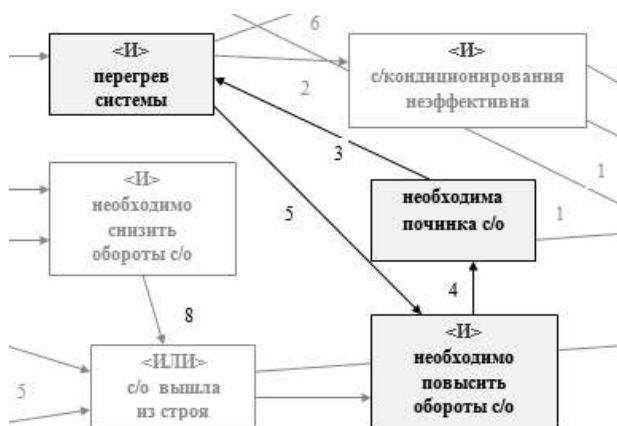 6
<И>
перегрев
системы
<И>
с/кондиционирования
неэффективна
2
3
1
<И>
необходимо
снизить
обороты с/о
5
необходима
починка с/о
1
4
8
<И>
необходимо
повысить
обороты с/о
<ИЛИ>
с/о вышла
из строя
5